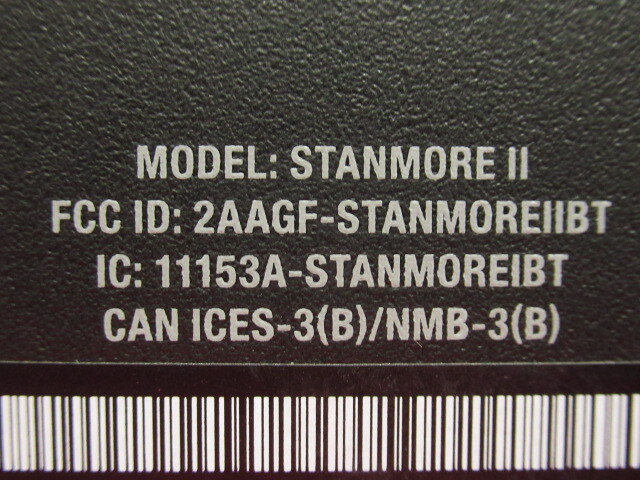 MODEL: STANMORE II
FCC ID: 2AAGF-STANMOREIIBT
IC: 11153A-STANMOREIBT
CAN ICES-3(B)/NMB-3(B)